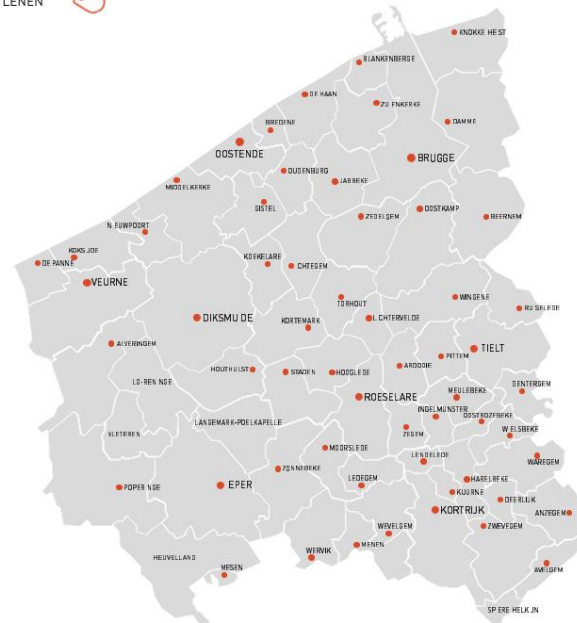 LENEN
KNOKKE HEIST
BLANKENBERGE
DE HAAN
ZU ENKERKE
BREDENE
DAMME
OOSTENDE
BRUGGE
OUDENBURG
JABBEKE
MIDDELKERKE
GISTEL
ZEDELGEM
OOSTKAMP
BEERNEM
N EUWPOORT
KOKS JDE
DE PANNE
KOEKELARE
CHTEGEM
VEURNE
TORHOUT
WINGENE
RU SELEDE
DIKSMU DE
KORTEMARK
L CHTERVELDE
ALVERINGEM
TIELT
PITTEM
HOUTHULST
STADEN
HOOGLEDE
ARDOOIE
LO-REN NGE
DENTERGEM
MEULEBEKE
ROESELARE
INGELMUNSTER
OOSTROZEBEKE
LANGEMARK-POELKAPELLE
VLETEREN
ZEGEM
W ELSBEKE
MOORSLEDE
LENDELEDE
WAREGEM
ZONNEBEKE
POPER NGE
EPER
LEDEGEM
HARELBEKE
KUURNE
DEERLIJK
KORTRIJK
ANZEGEM
ZWEVEGEM
WEVELGEM
MENEN
HEUVELLAND
WERVIK
MESEN
AVELGEM
SP ERE HELK JN